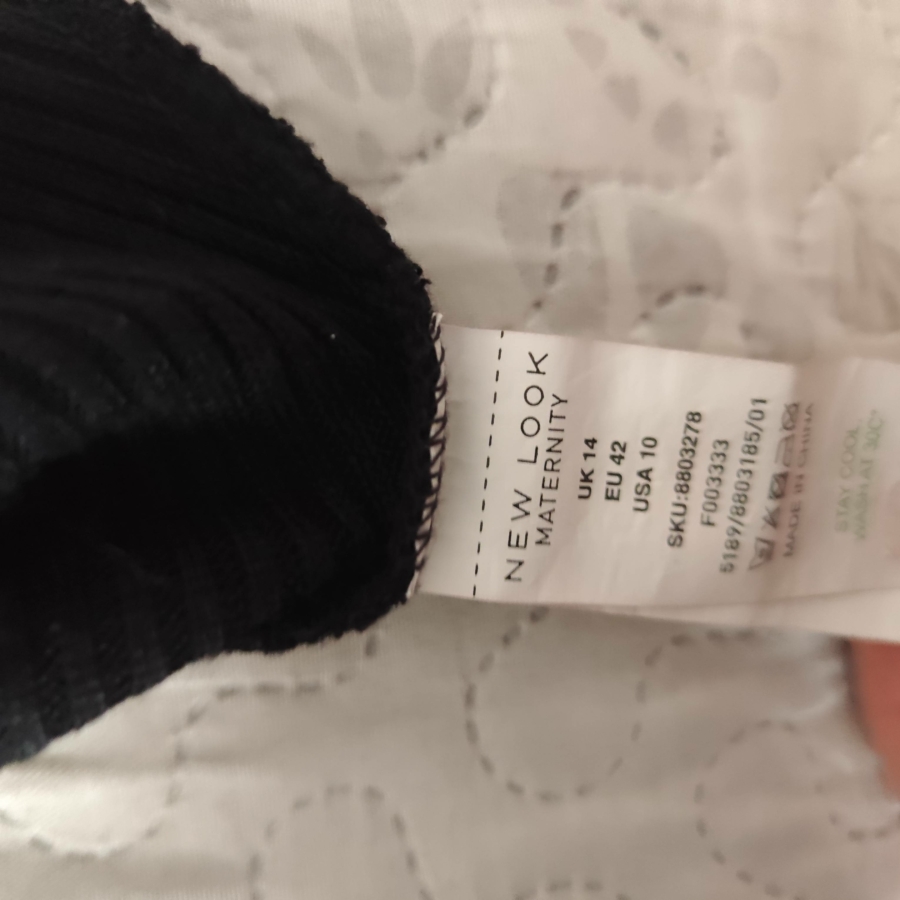 NEW LOOK
MATERNITY
UK 14
EU 42
USA 10
SKU:8803278
F003333
5189/8803185/01
MADE IN CHINA
STAY COOL
WASH AT 30C°